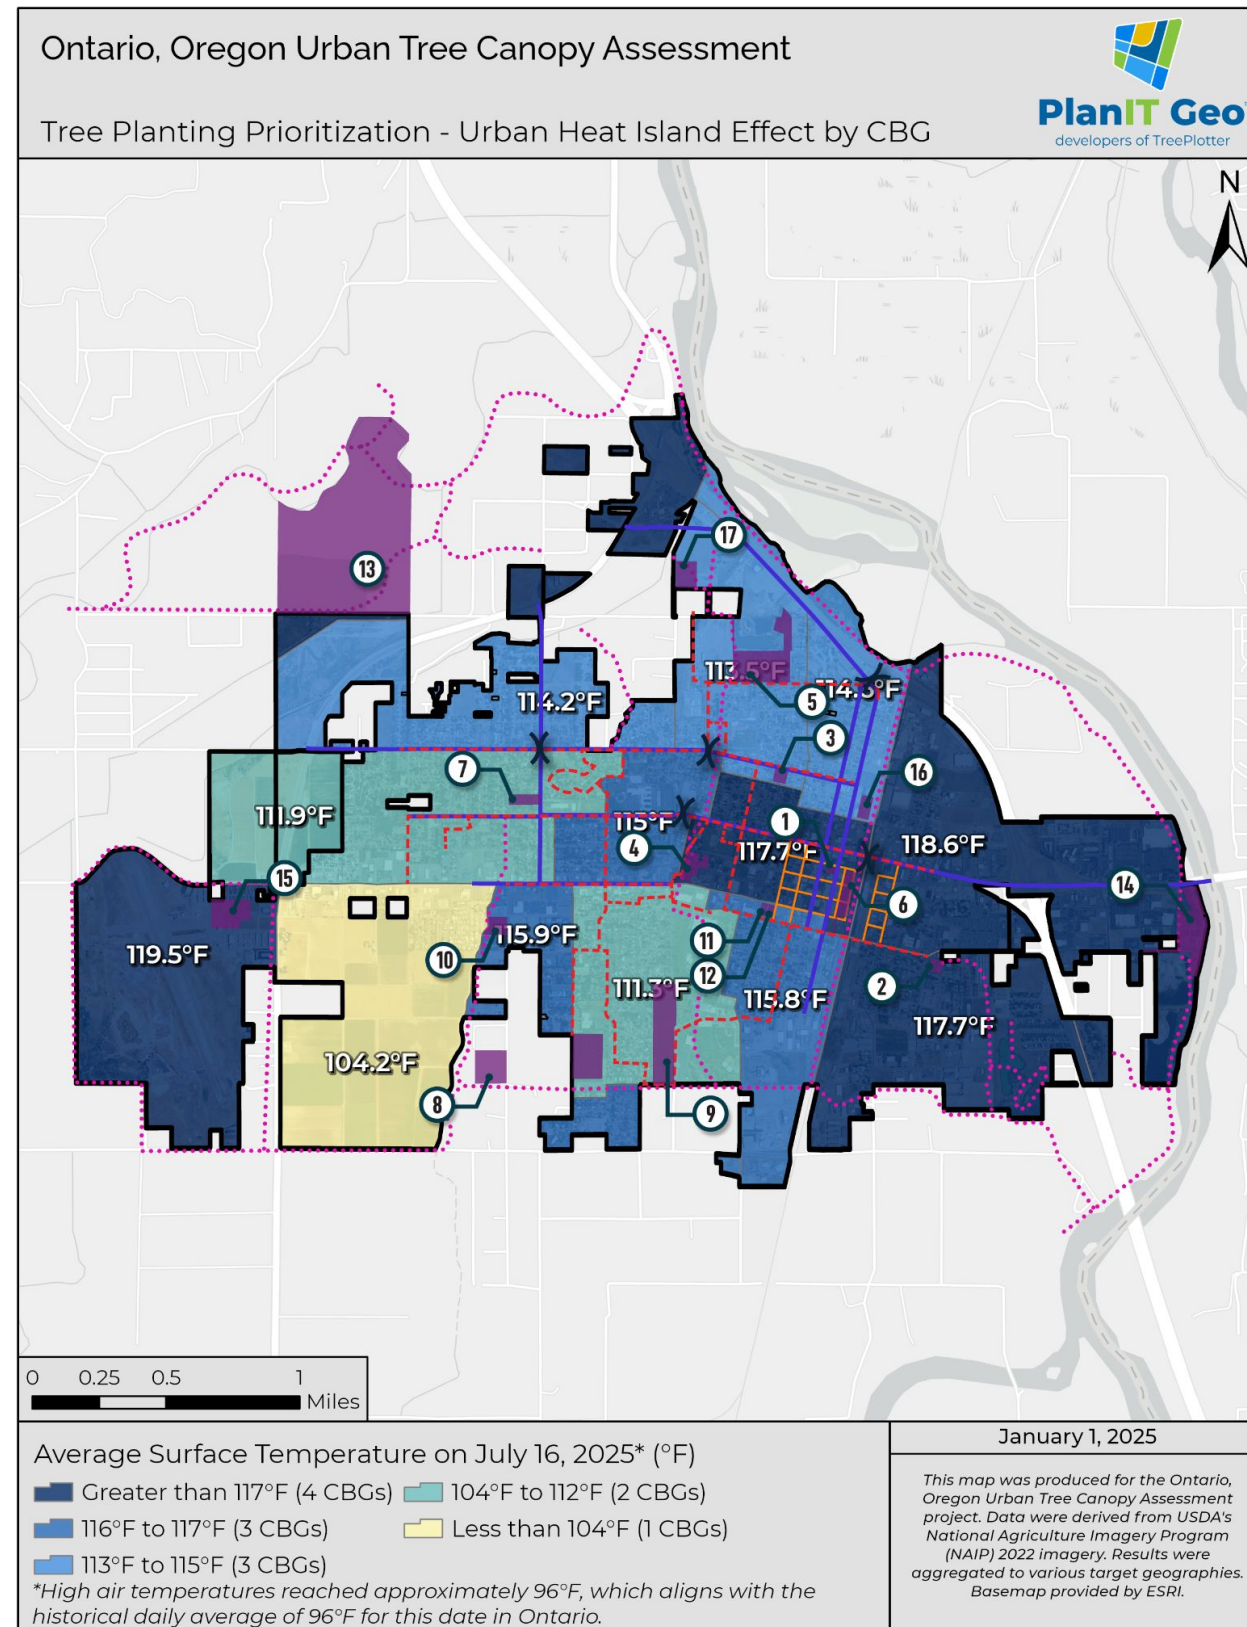 Ontario, Oregon Urban Tree Canopy Assessment
Tree Planting Prioritization - Urban Heat Island Effect by CBG
PlanIT Geo
developers of TreePlotter
N
17
13
113.5°F
114.2°F
5
114.5°F
3
7
16
111.9°F
115°F
1
4
117.7°F
118.6°F
15
14
6
119.5°F
10
115.9°F
11
12
111.3°F
115.8°F
2
117.7°F
104.2°F
8
9
0 0.25 0.5 1
Miles
Average Surface Temperature on July 16, 2025* (°F)
Greater than 117°F (4 CBGs) 104°F to 112°F (2 CBGs)
116°F to 117°F (3 CBGs) Less than 104°F (1 CBGs)
113°F to 115°F (3 CBGs)
*High air temperatures reached approximately 96°F, which aligns with the
historical daily average of 96°F for this date in Ontario.
January 1, 2025
This map was produced for the Ontario,
Oregon Urban Tree Canopy Assessment
project. Data were derived from USDA's
National Agriculture Imagery Program
(NAIP) 2022 imagery. Results were
aggregated to various target geographies.
Basemap provided by ESRI.